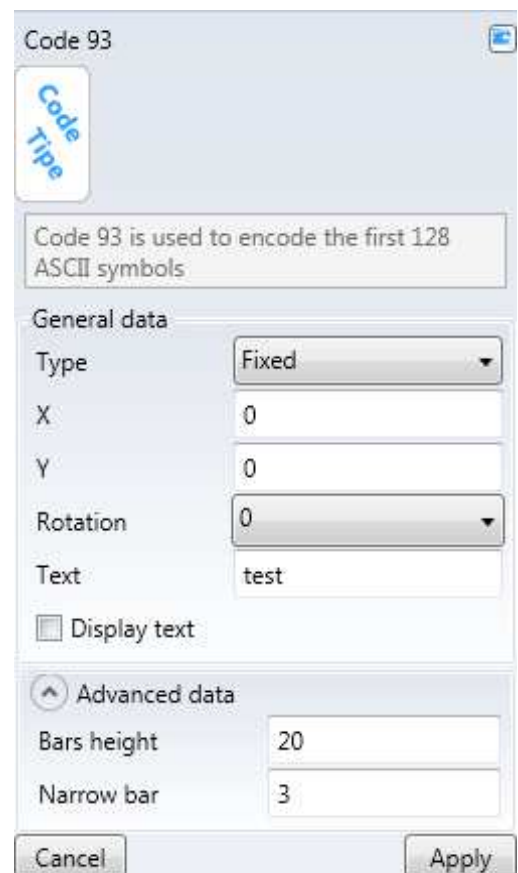 Code 93
Code
Tipe
Code 93 is used to encode the first 128
ASCII symbols
General data
Type Fixed
X 0
Y 0
Rotation 0
Text test
Display text
Advanced data
Bars height 20
Narrow bar 3
Cancel Apply